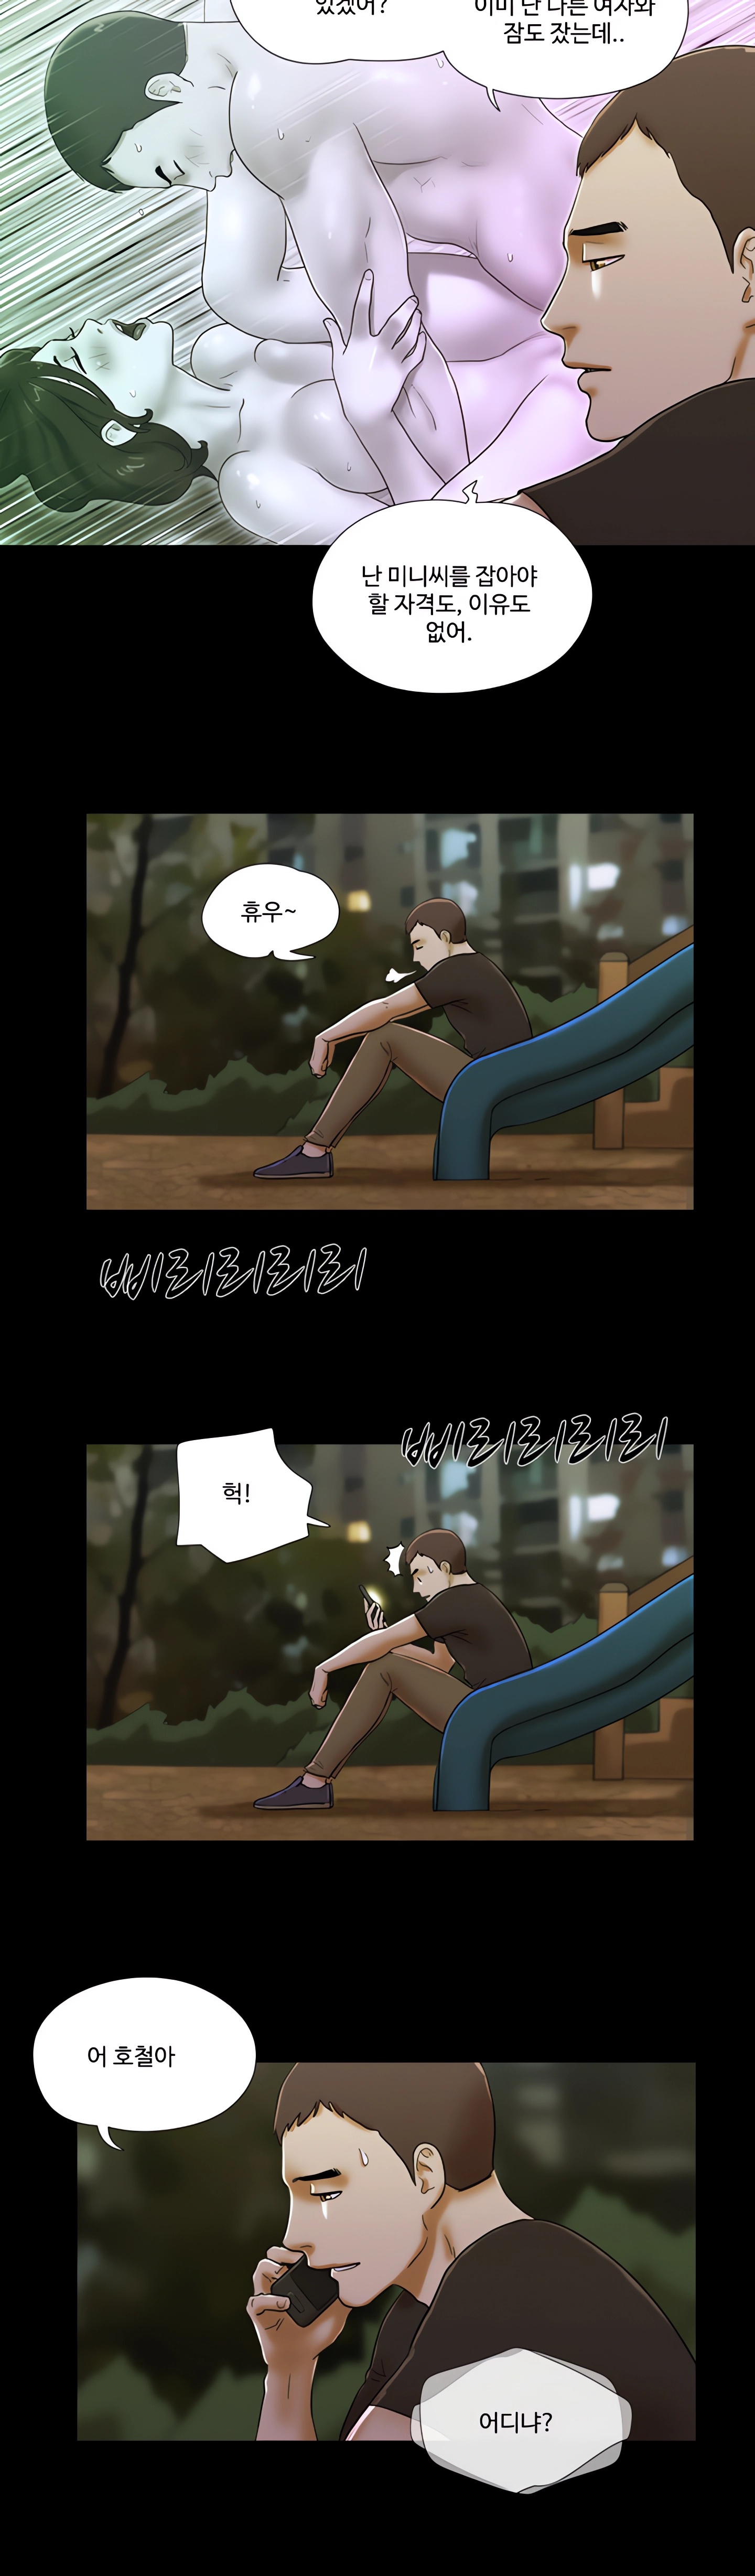 있겠어?
이미 난 다른 여자와
잠도 잤는데..
난 미니씨를 잡아야
할 자격도, 이유도
없어.
휴우~
삐리리리리
삐리리리리
헉!
어 호철아
어디냐?